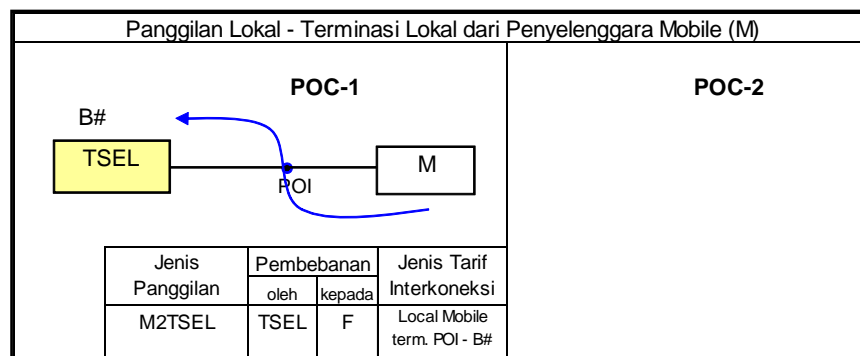 Panggilan Lokal - Terminasi Lokal dari Penyelenggara Mobile (M)
POC-1
POC-2
B#
TSEL
M
POI
Jenis Panggilan
Pembebanan
Jenis Tarif Interkoneksi
oleh
kepada
M2TSEL
TSEL
F
Local Mobile
term. POI - B#